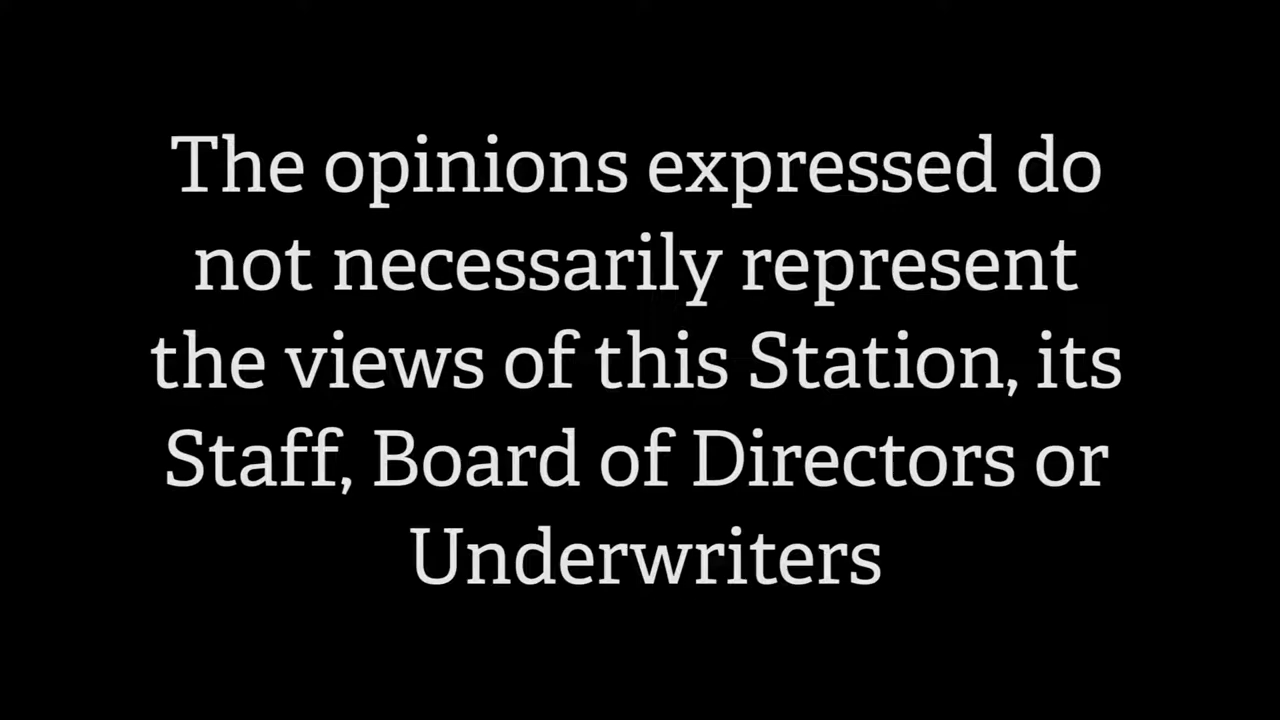 The opinions expressed do
not necessarily represent
the views of this Station, its
Staff, Board of Directors or
Underwriters